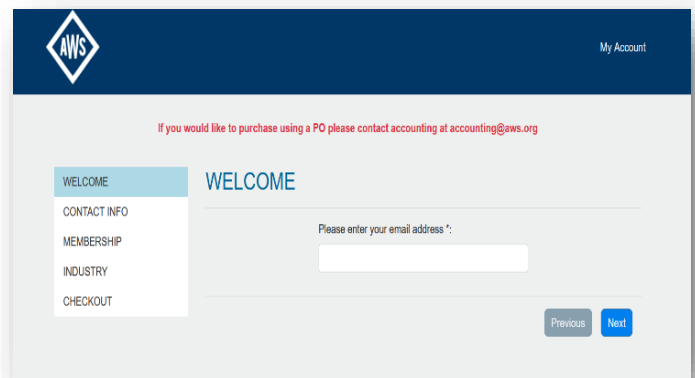 AWS
My Account
If you would like to purchase using a PO please contact accounting at accounting@aws.org
WELCOME
CONTACT INFO
MEMBERSHIP
INDUSTRY
CHECKOUT
WELCOME
Please enter your email address *:
Previous
Next